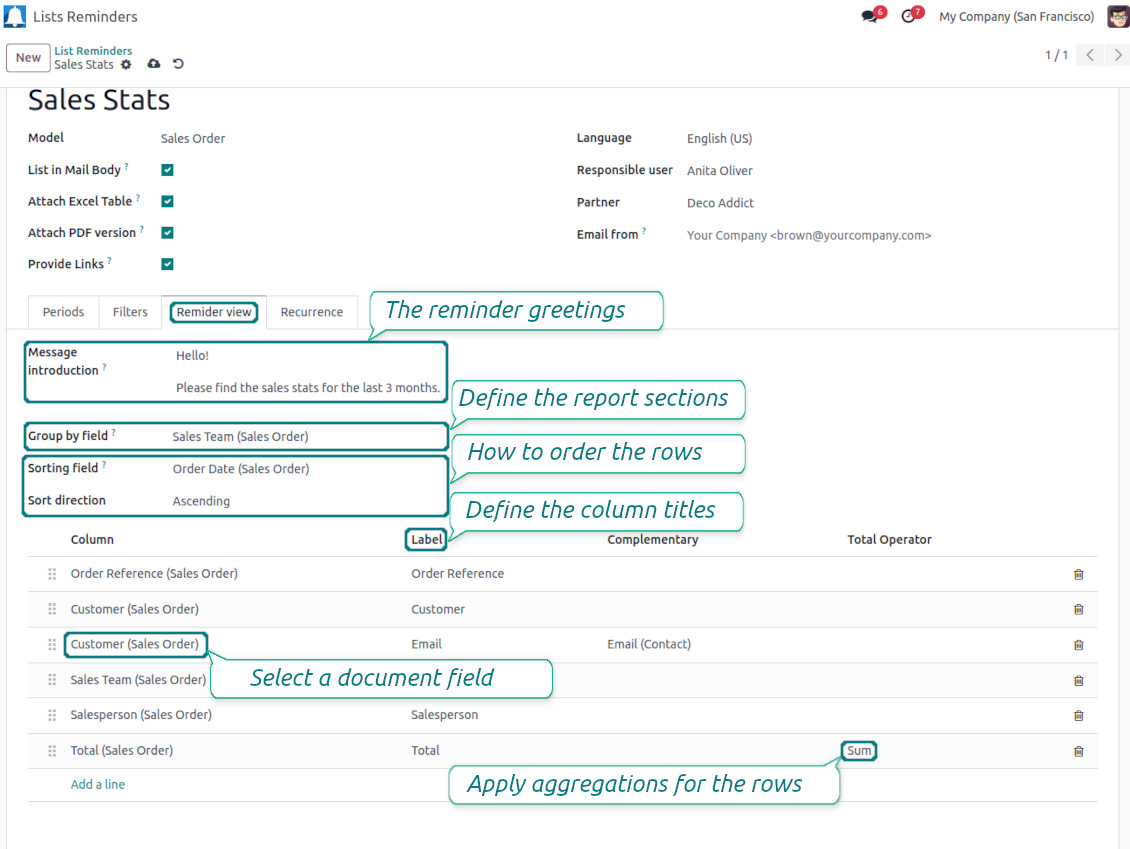 Lists Reminders
6
7
My Company (San Francisco)
New
List Reminders
Sales Stats
1 / 1
Sales Stats
Model
Sales Order
Language
English (US)
List in Mail Body ?
Responsible user
Anita Oliver
Attach Excel Table ?
Partner
Deco Addict
Attach PDF version ?
Email from ?
Your Company <brown@yourcompany.com>
Provide Links ?
Periods
Filters
Remider view
Recurrence
The reminder greetings
Message
introduction ?
Hello!
Please find the sales stats for the last 3 months.
Define the report sections
Group by field ?
Sales Team (Sales Order)
How to order the rows
Sorting field ?
Order Date (Sales Order)
Sort direction
Ascending
Define the column titles
Column
Label
Complementary
Total Operator
Order Reference (Sales Order)
Order Reference
Customer (Sales Order)
Customer
Customer (Sales Order)
Email
Email (Contact)
Select a document field
Sales Team (Sales Order)
Salesperson (Sales Order)
Salesperson
Total (Sales Order)
Total
Sum
Apply aggregations for the rows
Add a line